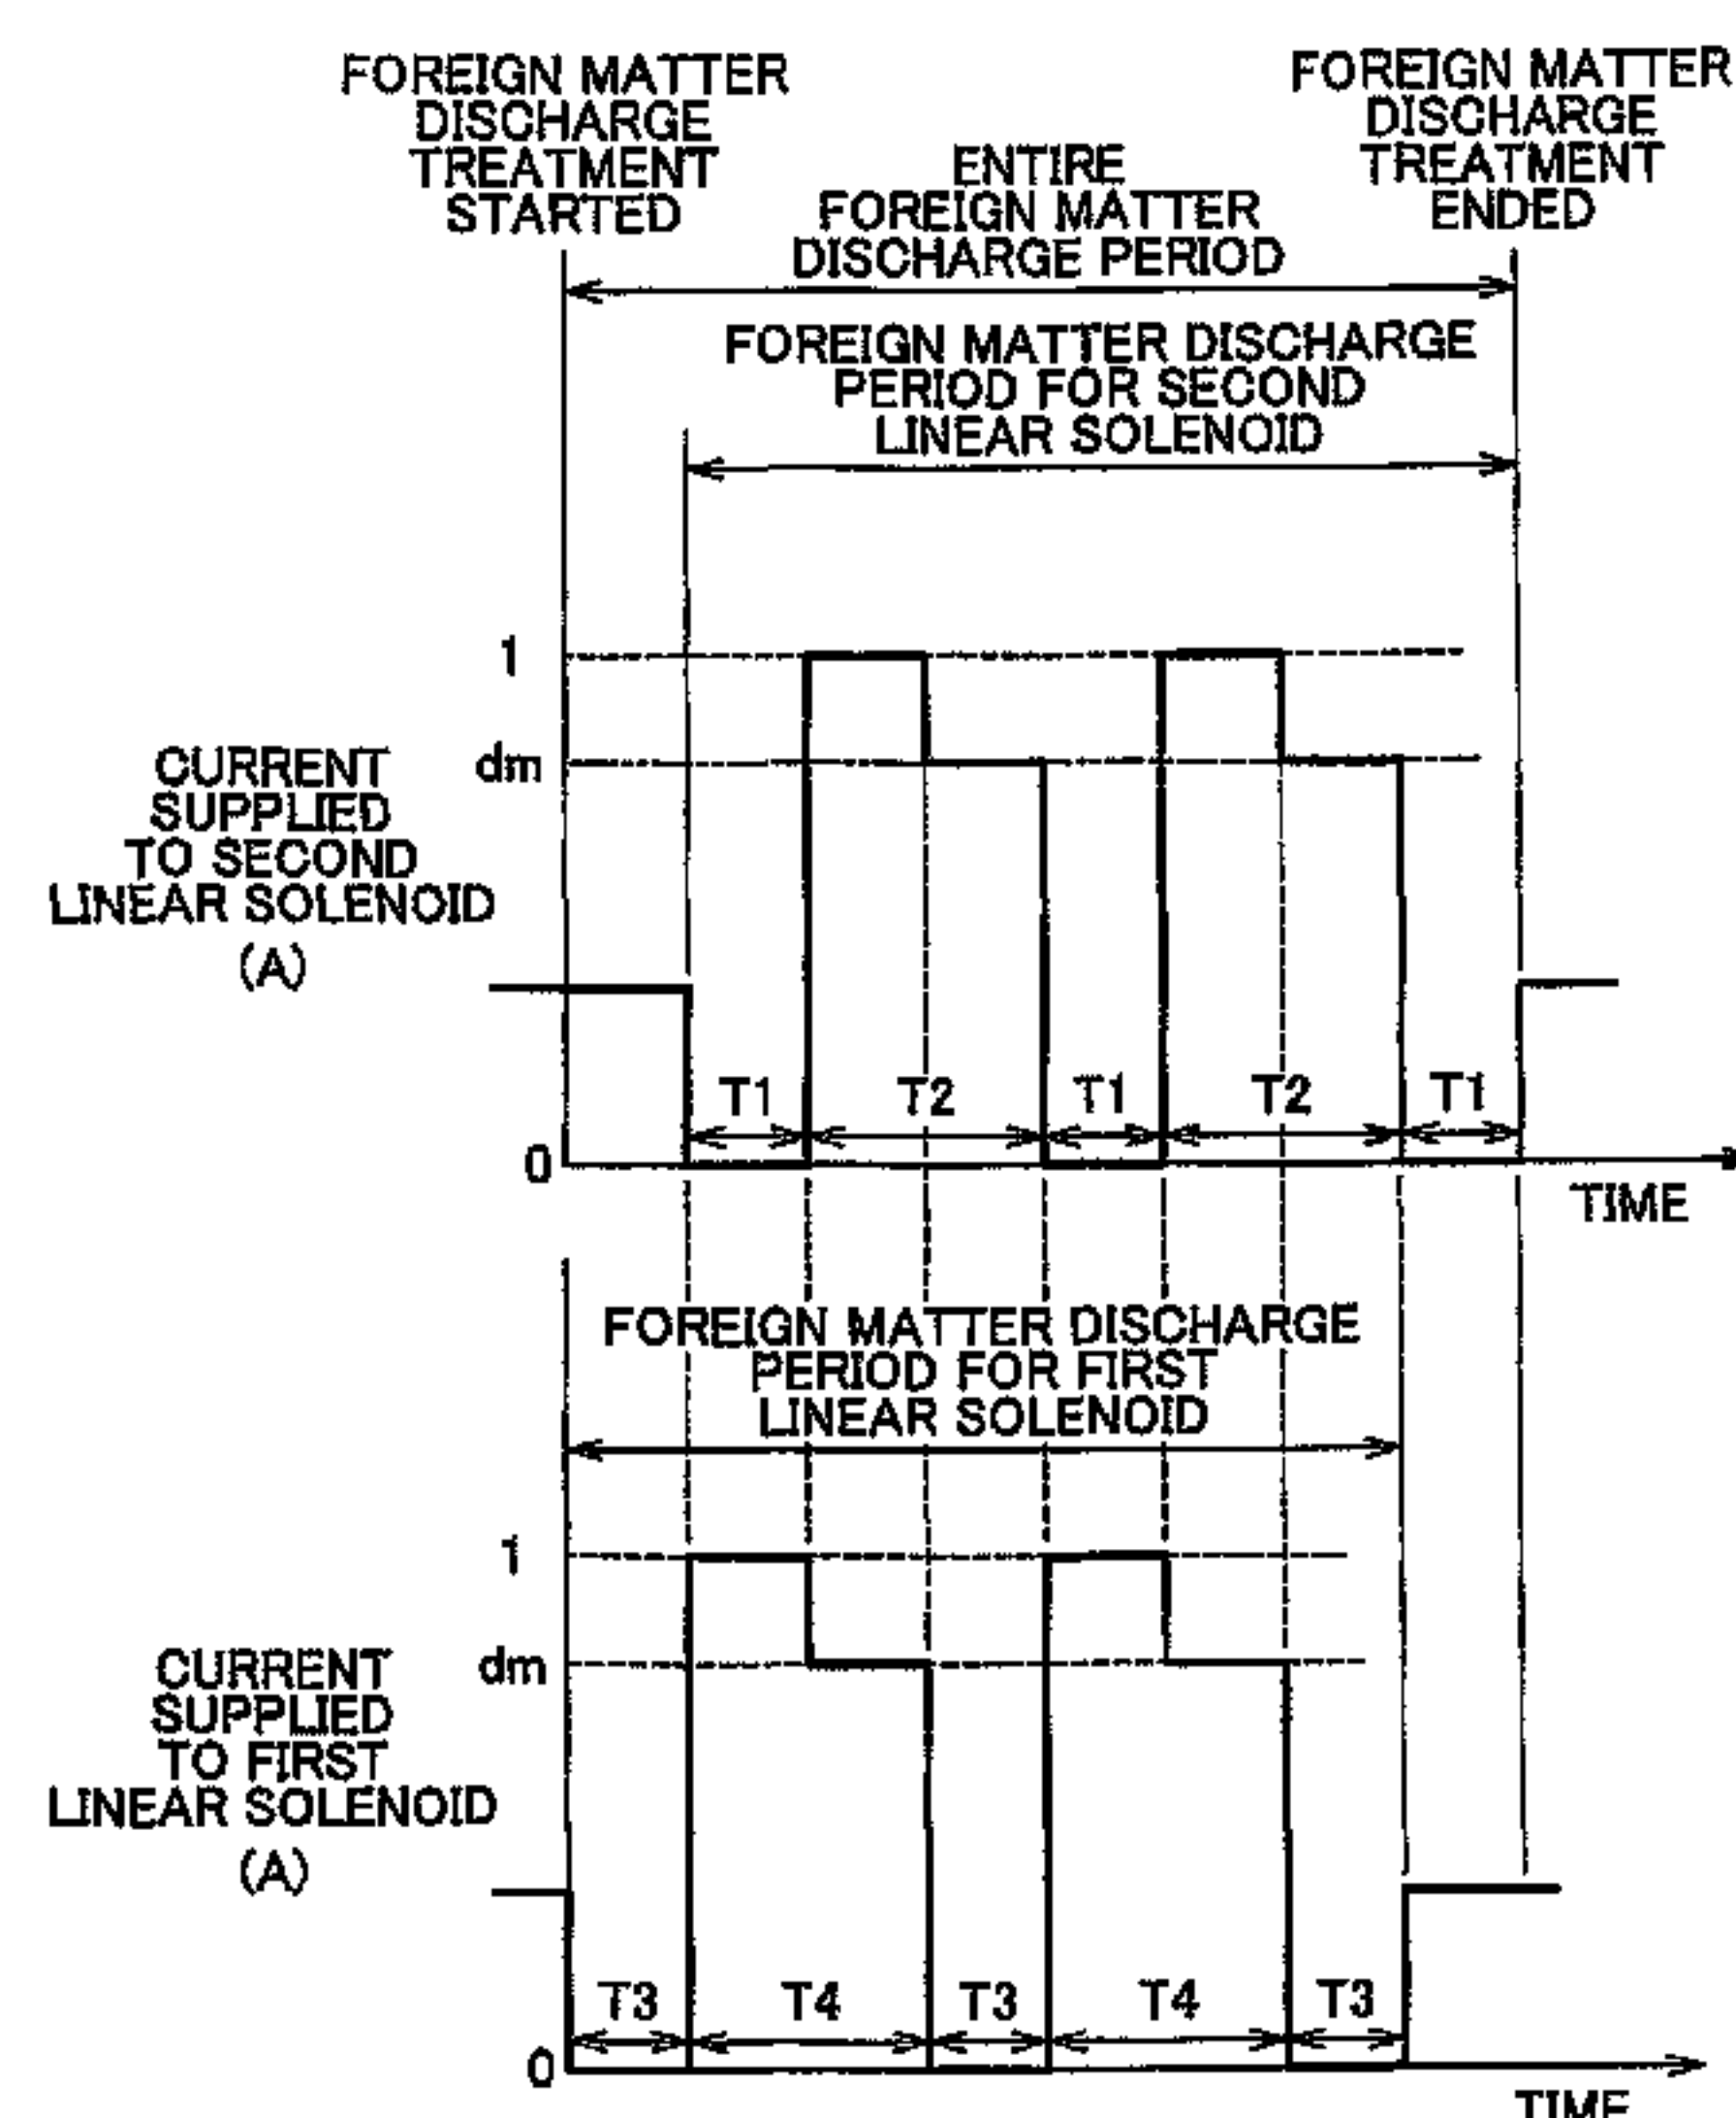 FOREIGN MATTER
DISCHARGE
TREATMENT
STARTED
FOREIGN MATTER
DISCHARGE
TREATMENT
ENDED
ENTIRE
FOREIGN MATTER
DISCHARGE PERIOD
FOREIGN MATTER DISCHARGE
PERIOD FOR SECOND
LINEAR SOLENOID
1
dm
CURRENT
SUPPLIED
TO SECOND
LINEAR SOLENOID
(A)
T1 T2 T1 T2 T1
0
TIME
FOREIGN MATTER DISCHARGE
PERIOD FOR FIRST
LINEAR SOLENOID
1
dm
CURRENT
SUPPLIED
TO FIRST
LINEAR SOLENOID
(A)
T3 T4 T3 T4 T3
0
TIME